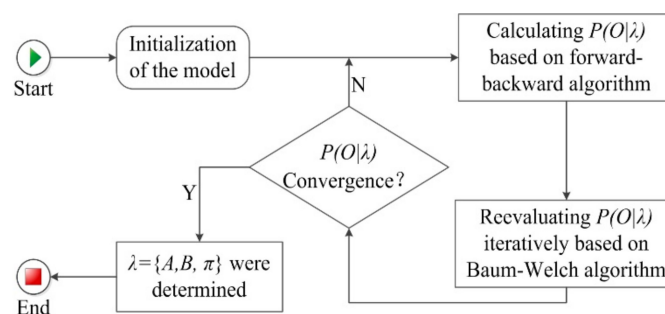 Start
Initialization
of the model
Calculating P(O|λ)
based on forward-
backward algorithm
N
P(O|λ)
Convergence?
Y
Reevaluating P(O|λ)
iteratively based on
Baum-Welch algorithm
λ={A,B, π} were
determined
End